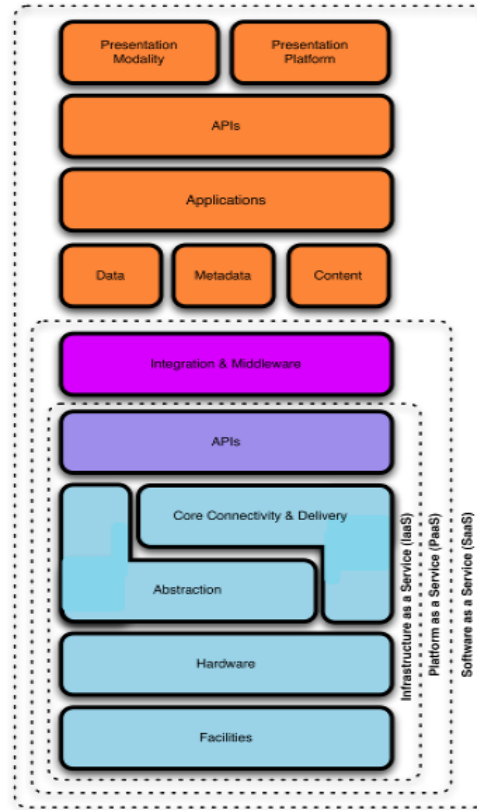 Presentation
Modality
Presentation
Platform
APIs
Applications
Data
Metadata
Content
Integration & Middleware
APIs
Core Connectivity & Delivery
Abstraction
Hardware
Facilities
Infrastructure as a Service (IaaS)
Platform as a Service (PaaS)
Software as a Service (SaaS)